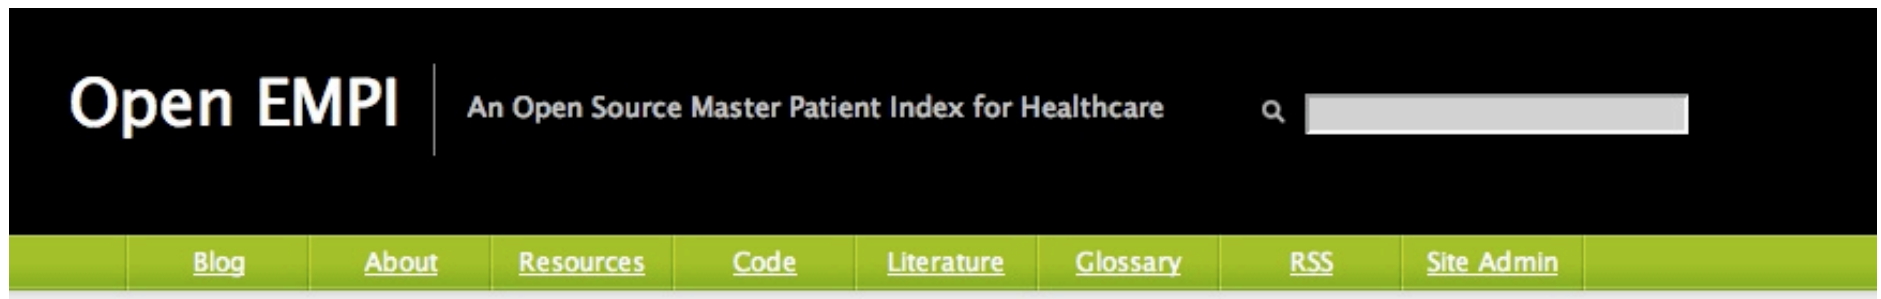 Open EMPI
An Open Source Master Patient Index for Healthcare
Blog About Resources Code Literature Glossary RSS Site Admin